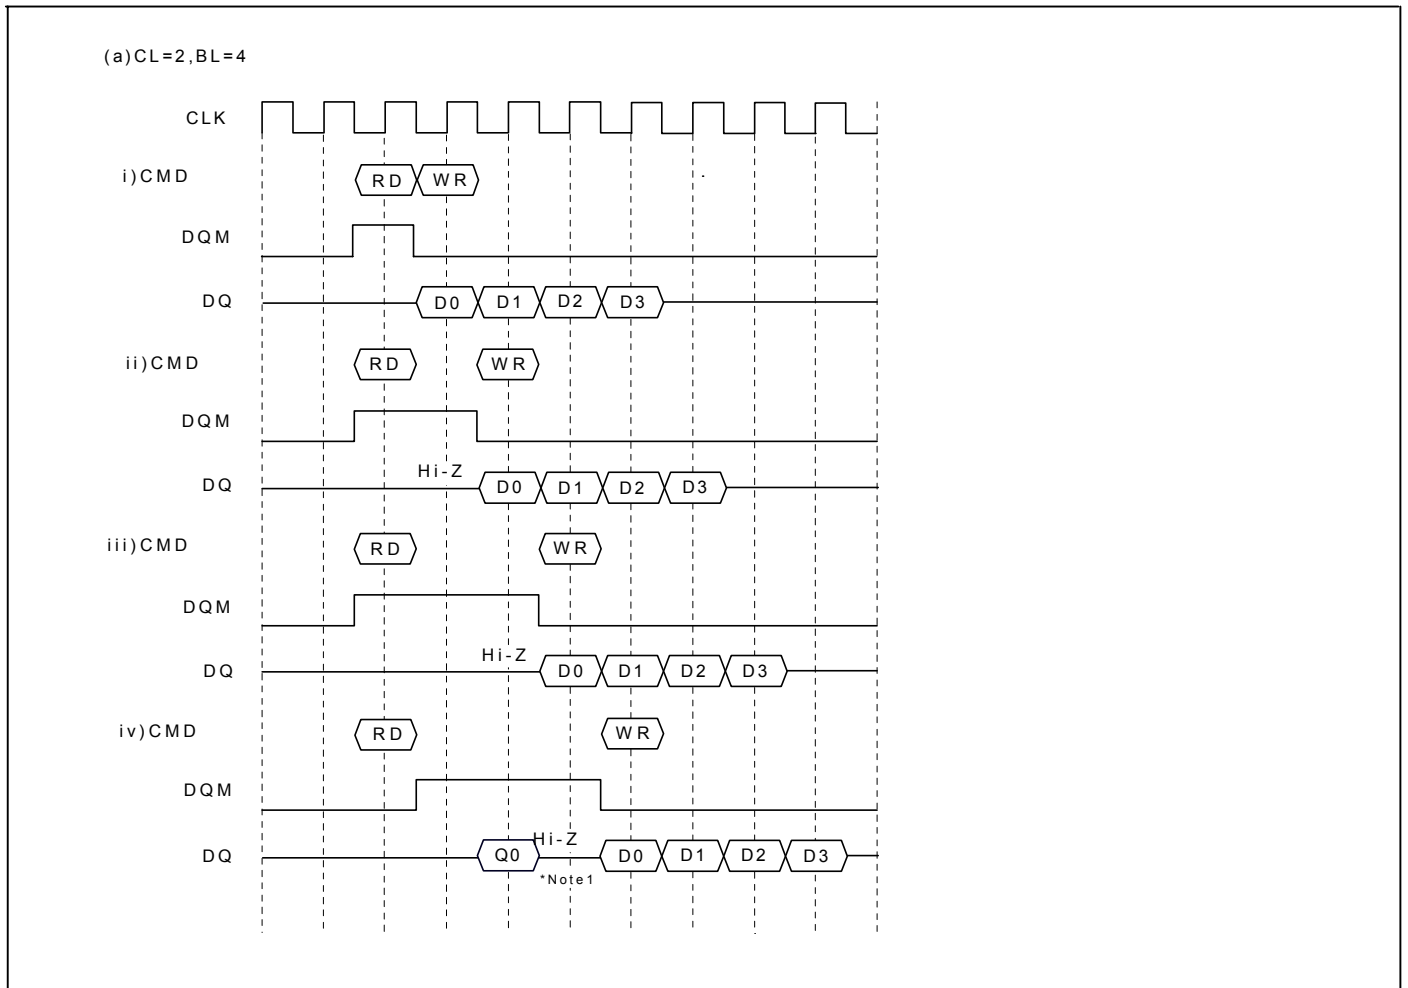 (a)CL=2,BL=4
CLK
i)CMD RD WR
DQM
DQ D0 D1 D2 D3
ii)CMD RD WR
DQM
Hi-Z
DQ D0 D1 D2 D3
iii)CMD RD WR
DQM
Hi-Z
DQ D0 D1 D2 D3
iv)CMD RD WR
DQM
Hi-Z
DQ Q0 D0 D1 D2 D3
*Note1